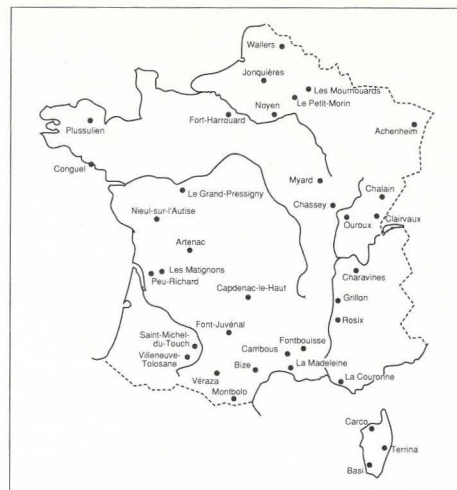 Wallers
Jonquières
Les Mournouards
Le Petit-Morin
Noyen
Fort-Harrouard
Plussulien
Achenheim
Conguel
Myard
Chalain
Le Grand-Pressigny
Chassey
Nieul-sur-l'Autise
Ouroux
Clairvaux
Artenac
Les Matignons
Peu-Richard
Charavines
Capdenac-le-Haut
Grillon
Rosix
Font-Juvénal
Saint-Michel-
du-Touch
Fontbouisse
Cambous
Villeneuve-
Tolosane
La Madeleine
Bize
Véraza
La Couronne
Montbolo
Carco
Terrina
Basi